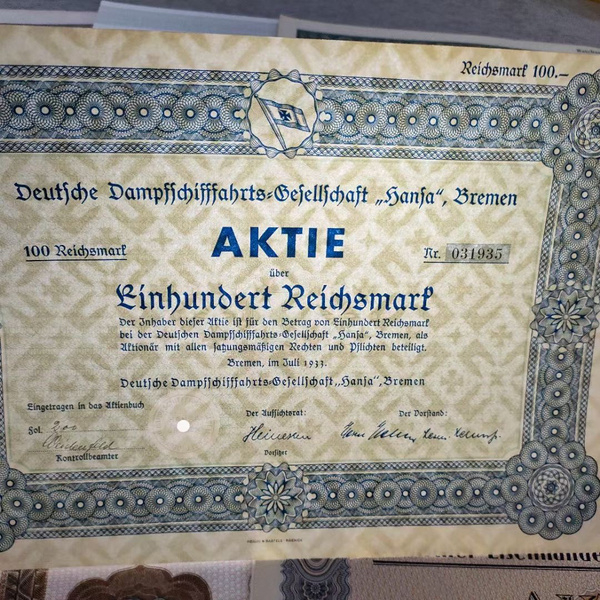 Reichsmark 100.—
Deutsche Dampfschifffahrts-Gesellschaft „Hansa“, Bremen
100 Reichsmark
AKTIE
Nr. 031935
über
Einhundert Reichsmark
Der Inhaber dieser Aktie ist für den Betrag von Einhundert Reichsmark
bei der Deutschen Dampfschifffahrts-Gesellschaft „Hansa“, Bremen, als
Aktionär mit allen satzungsmäßigen Rechten und Pflichten beteiligt.
Bremen, im Juli 1933.
Deutsche Dampfschifffahrts-Gesellschaft „Hansa“, Bremen
Eingetragen in das Aktienbuch
Fol.
Kontrollbeamter
Der Aufsichtsrat:
Vorsitzer
Der Vorstand: